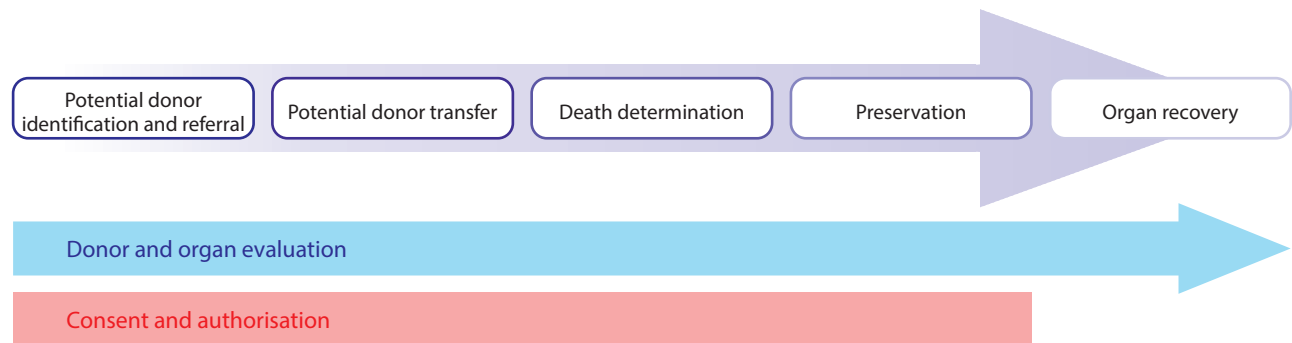 Potential donor
identification and referral
Potential donor transfer
Death determination
Preservation
Organ recovery
Donor and organ evaluation
Consent and authorisation